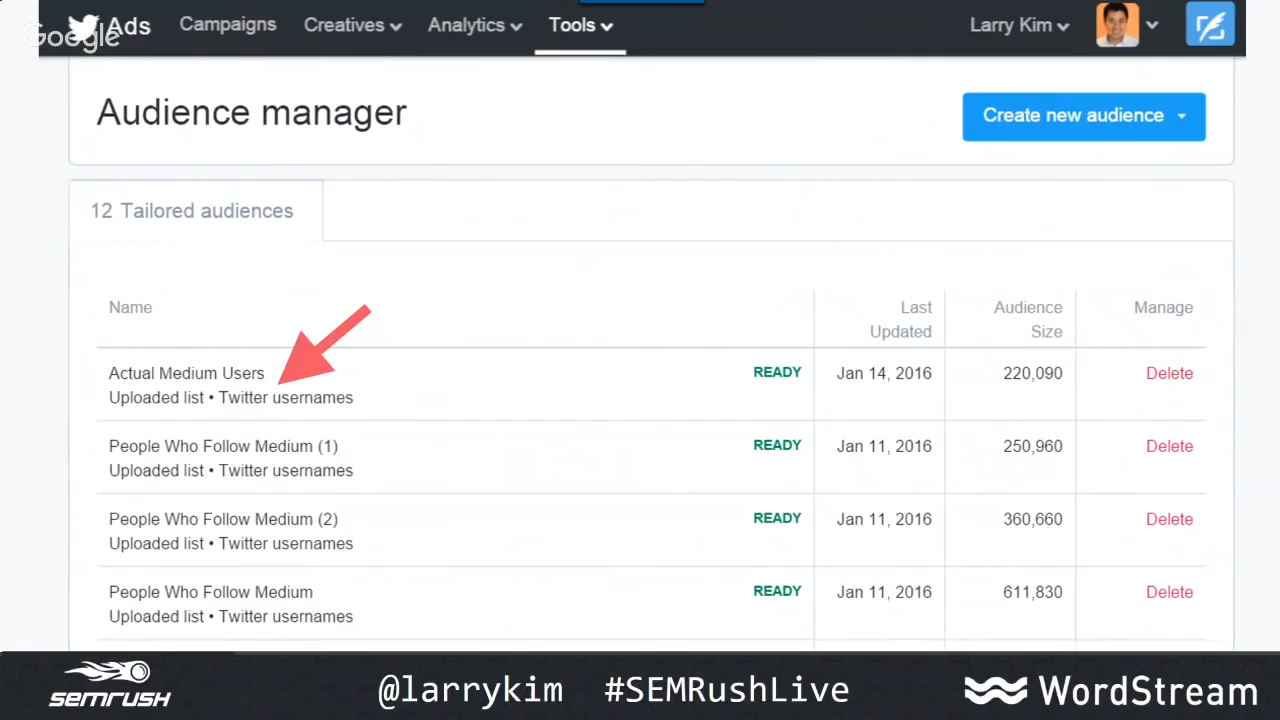 Google
Ads Campaigns Creatives Analytics Tools Larry Kim
Audience manager
Create new audience
12 Tailored audiences
Name Last Updated Audience Size Manage
Actual Medium Users READY Jan 14, 2016 220,090 Delete
Uploaded list • Twitter usernames
People Who Follow Medium (1) READY Jan 11, 2016 250,960 Delete
Uploaded list • Twitter usernames
People Who Follow Medium (2) READY Jan 11, 2016 360,660 Delete
Uploaded list • Twitter usernames
People Who Follow Medium READY Jan 11, 2016 611,830 Delete
Uploaded list • Twitter usernames
SEMRUSH @larrykim #SEMRushLive WordStream